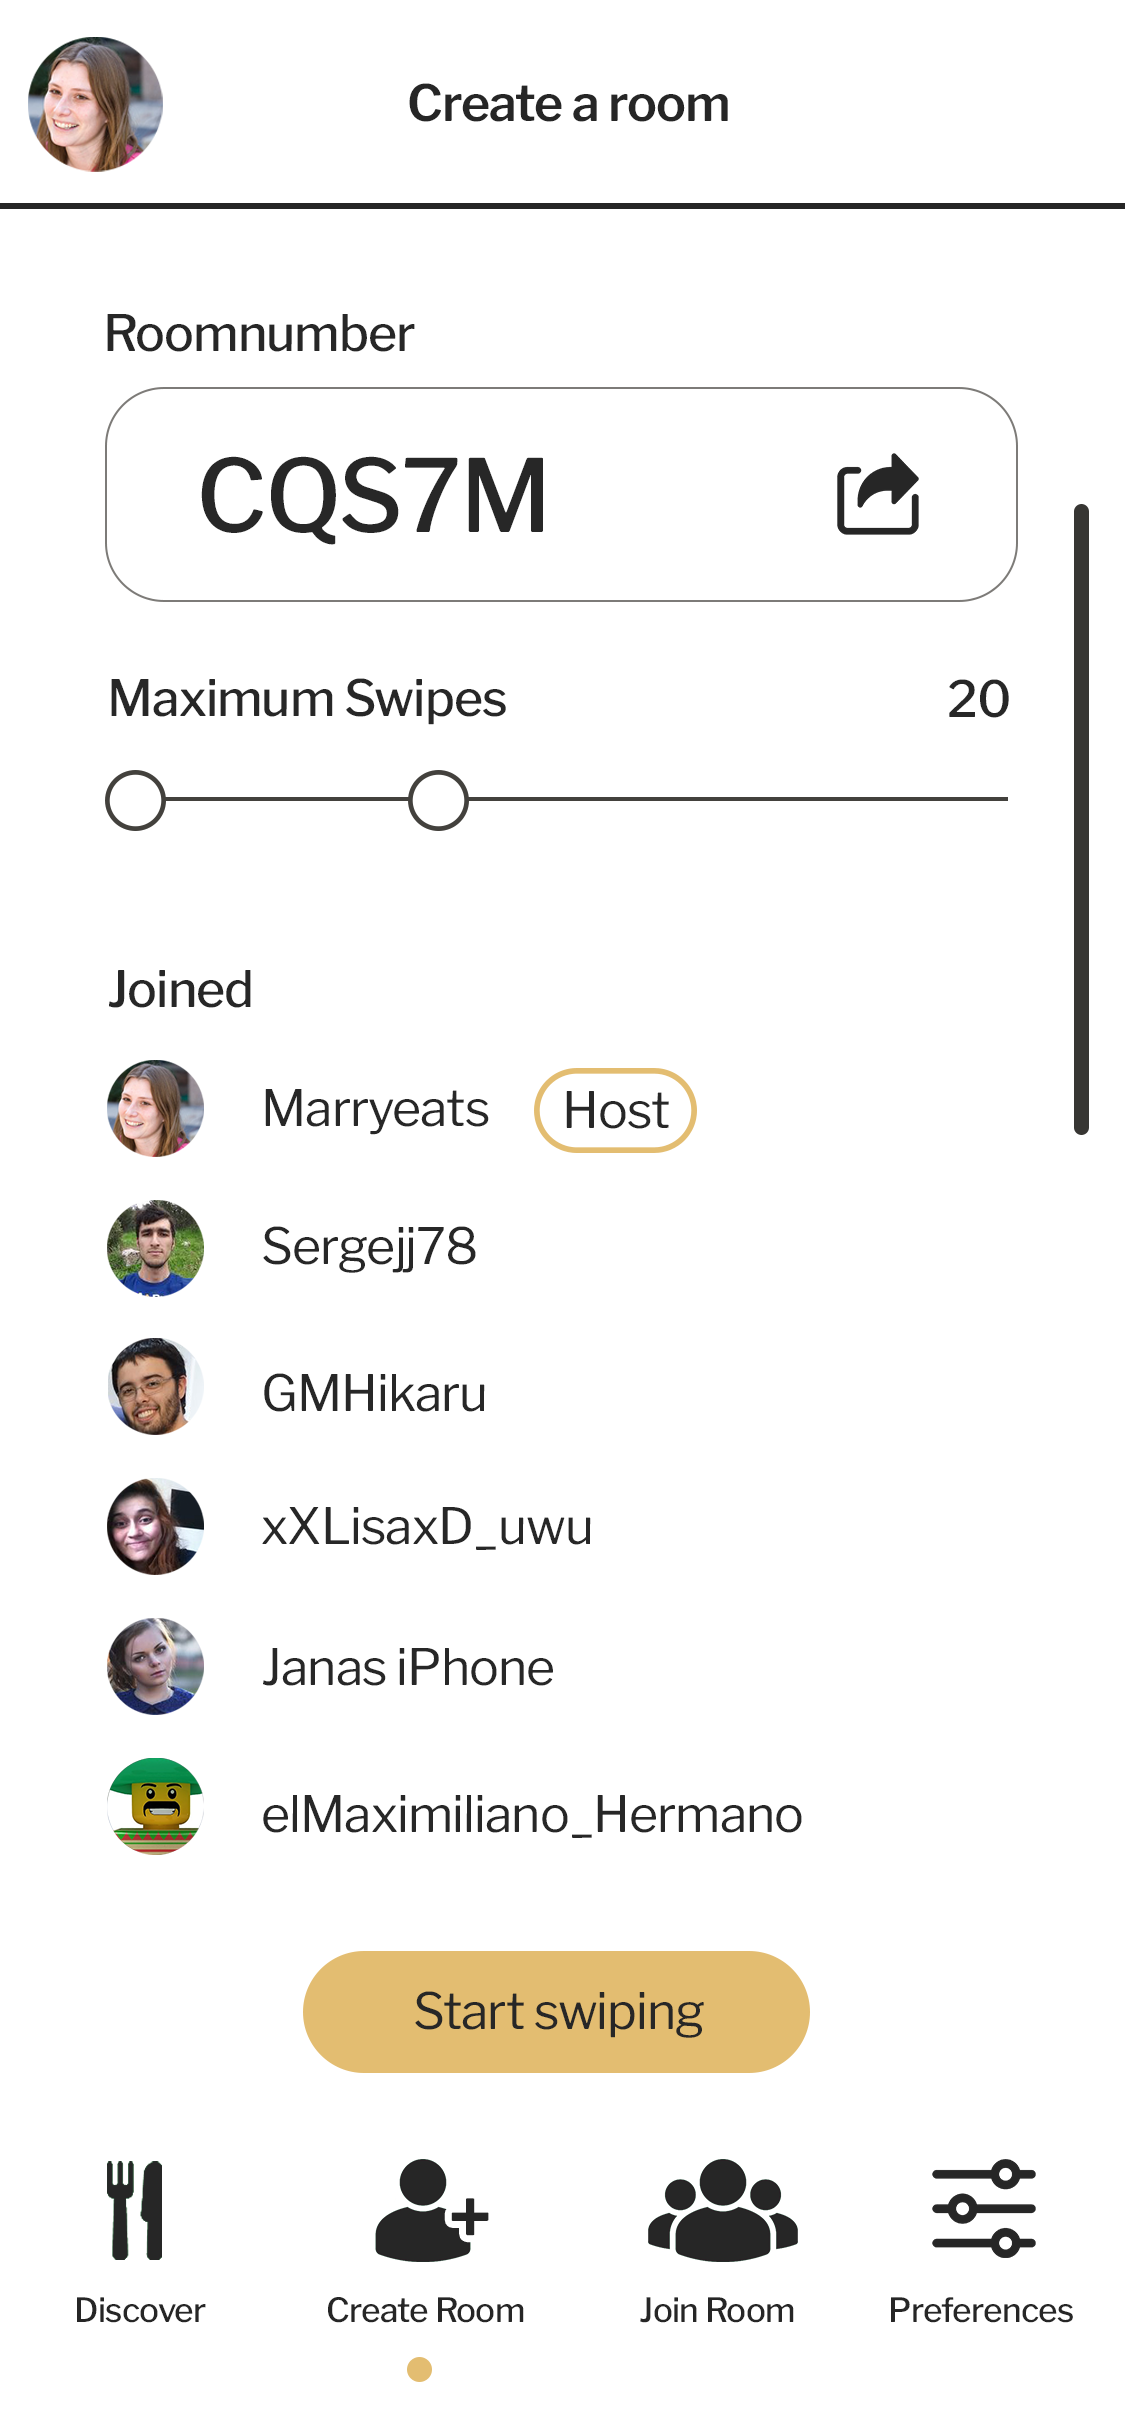 Create a room
Roomnumber
CQS7M
Maximum Swipes 20
Joined
Marryeats Host
Sergejj78
GMHikaru
xXLisaxD_uwu
Janas iPhone
elMaximiliano_Hermano
Start swiping
Discover Create Room Join Room Preferences